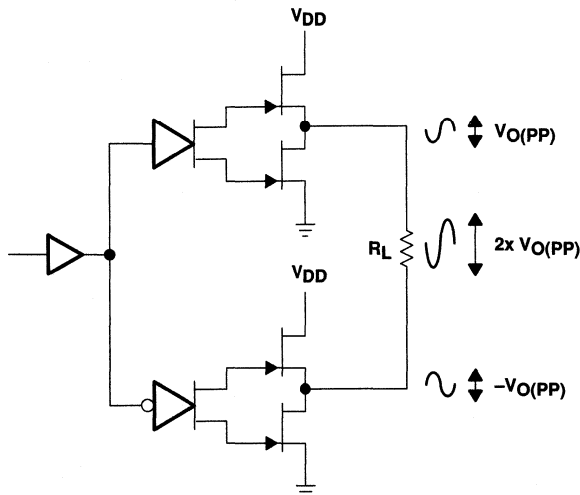 VDD
VO(PP)
RL
2x VO(PP)
VDD
–VO(PP)